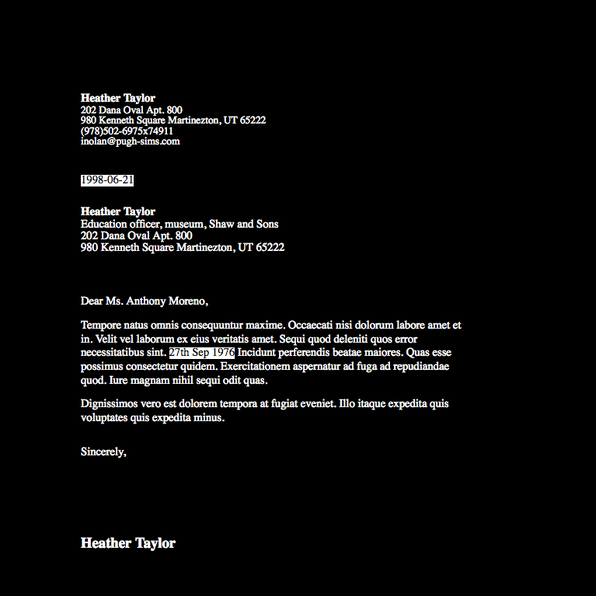 Heather Taylor
202 Dana Oval Apt. 800
980 Kenneth Square Martinezton, UT 65222
(978)502-6975x74911
inolan@pugh-sims.com
1998-06-21
Heather Taylor
Education officer, museum, Shaw and Sons
202 Dana Oval Apt. 800
980 Kenneth Square Martinezton, UT 65222
Dear Ms. Anthony Moreno,
Tempore natus omnis consequuntur maxime. Occaecati nisi dolorum labore amet et
in. Velit vel laborum ex eius veritatis amet. Sequi quod deleniti quos error
necessitatibus sint. 27th Sep 1976 Incidunt perferendis beatae maiores. Quas esse
possimus consectetur quidem. Exercitationem aspernatur ad fuga ad repudiandae
quod. Iure magnam nihil sequi odit quas.
Dignissimos vero est dolorem tempora at fugiat eveniet. Illo itaque expedita quis
voluptates quis expedita minus.
Sincerely,
Heather Taylor